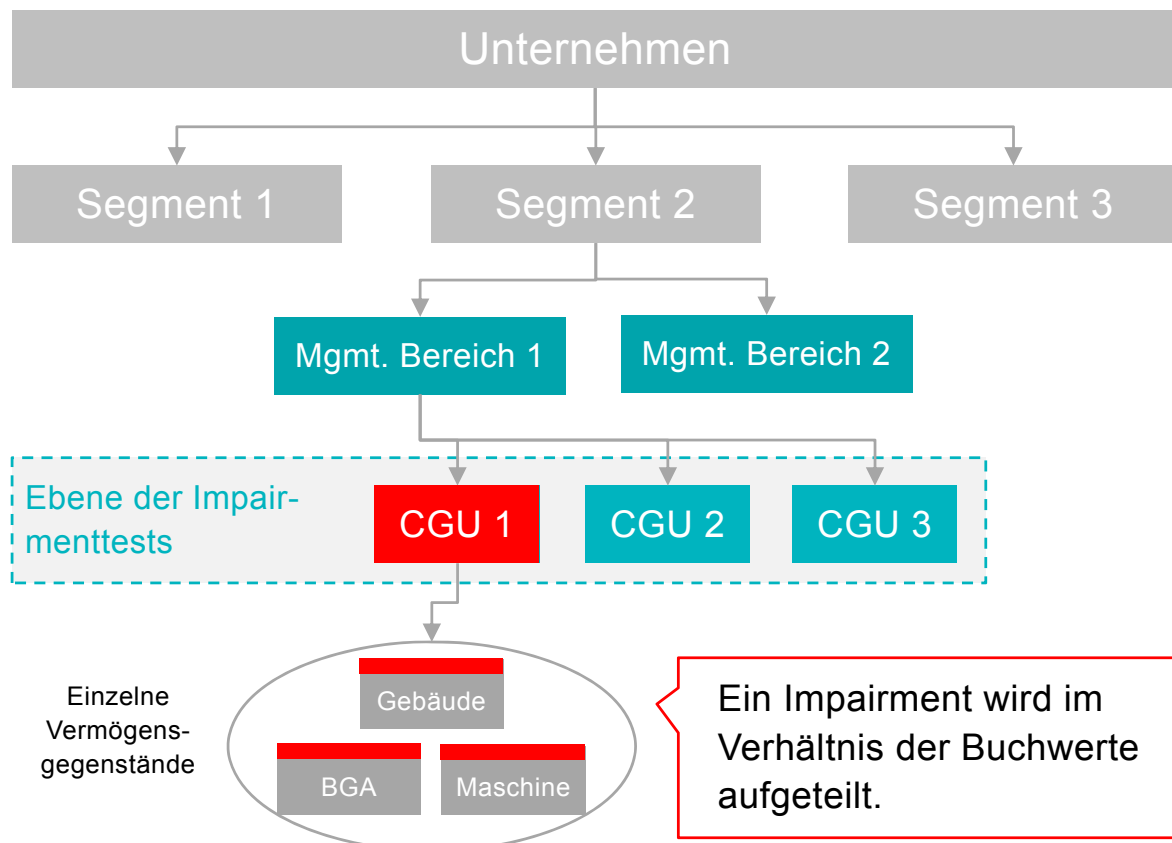 Unternehmen
Segment 1
Segment 2
Segment 3
Mgmt. Bereich 1
Mgmt. Bereich 2
Ebene der Impair-
menttests
CGU 1
CGU 2
CGU 3
Einzelne
Vermögens-
gegenstände
Gebäude
BGA
Maschine
Ein Impairment wird im
Verhältnis der Buchwerte
aufgeteilt.